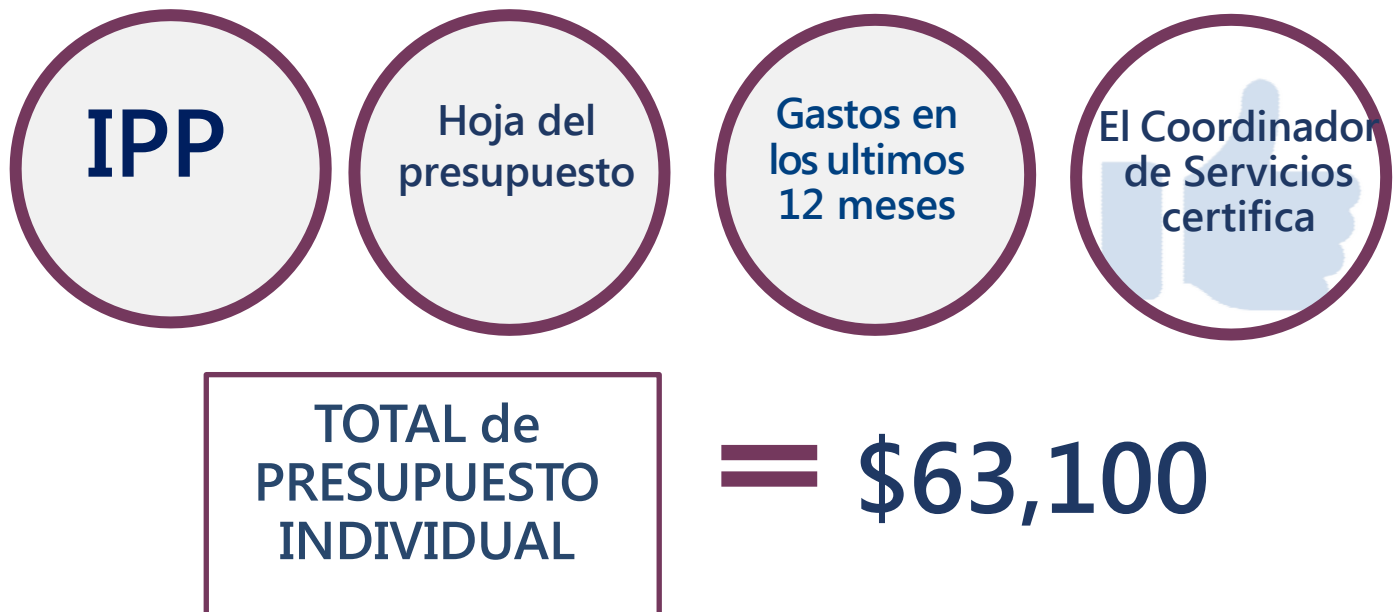 IPP
Hoja del
presupuesto
Gastos en
los ultimos
12 meses
El Coordinador
de Servicios
certifica
TOTAL de
PRESUPUESTO
INDIVIDUAL
= $63,100